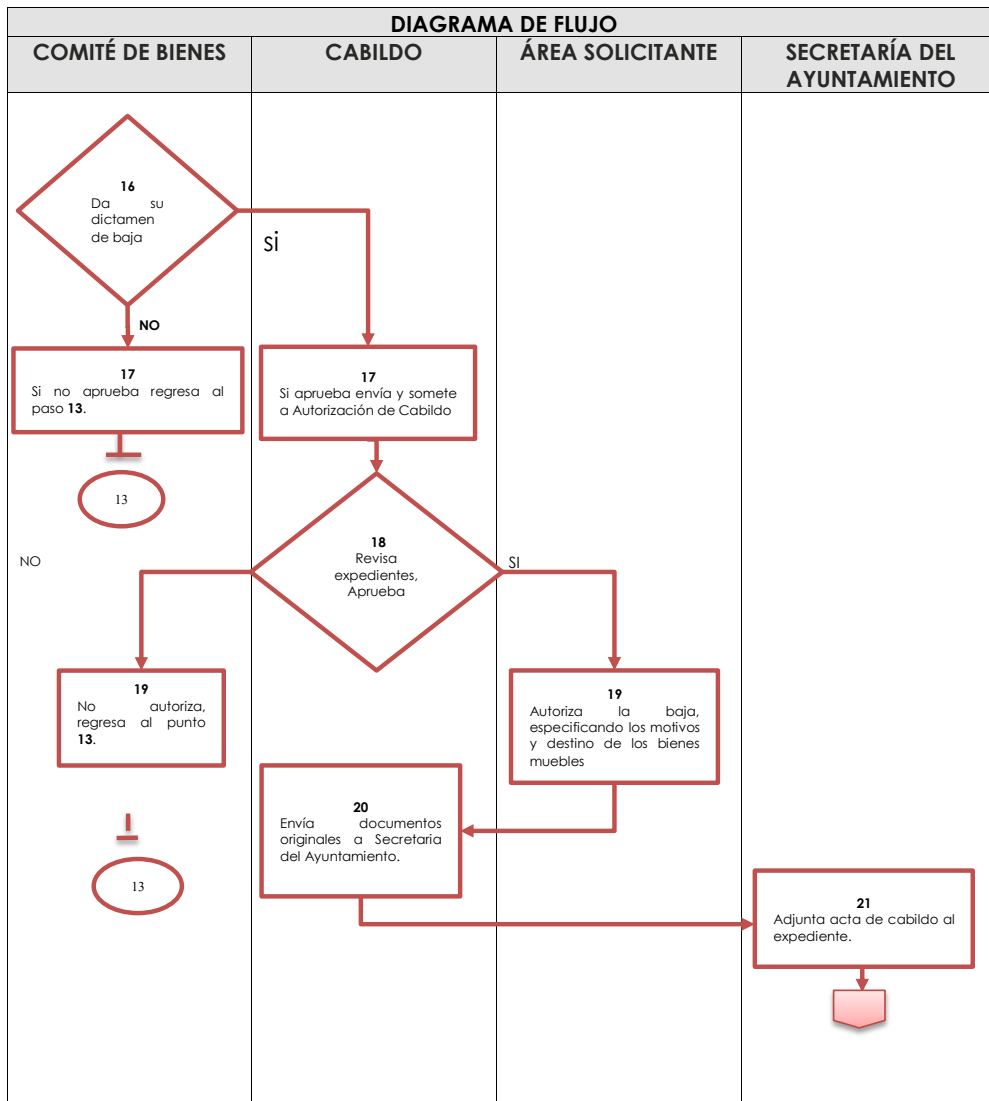 DIAGRAMA DE FLUJO
COMITÉ DE BIENES
CABILDO
ÁREA SOLICITANTE
SECRETARÍA DEL
AYUNTAMIENTO
16
Da su
dictamen
de baja
si
NO
17
Si no aprueba regresa al
paso 13.
17
Si aprueba envía y somete
a Autorización de Cabildo
13
18
Revisa
expedientes,
Aprueba
NO
SI
19
No autoriza,
regresa al punto
13.
19
Autoriza la baja,
especificando los motivos
y destino de los bienes
muebles
20
Envía documentos
originales a Secretaria
del Ayuntamiento.
13
21
Adjunta acta de cabildo al
expediente.